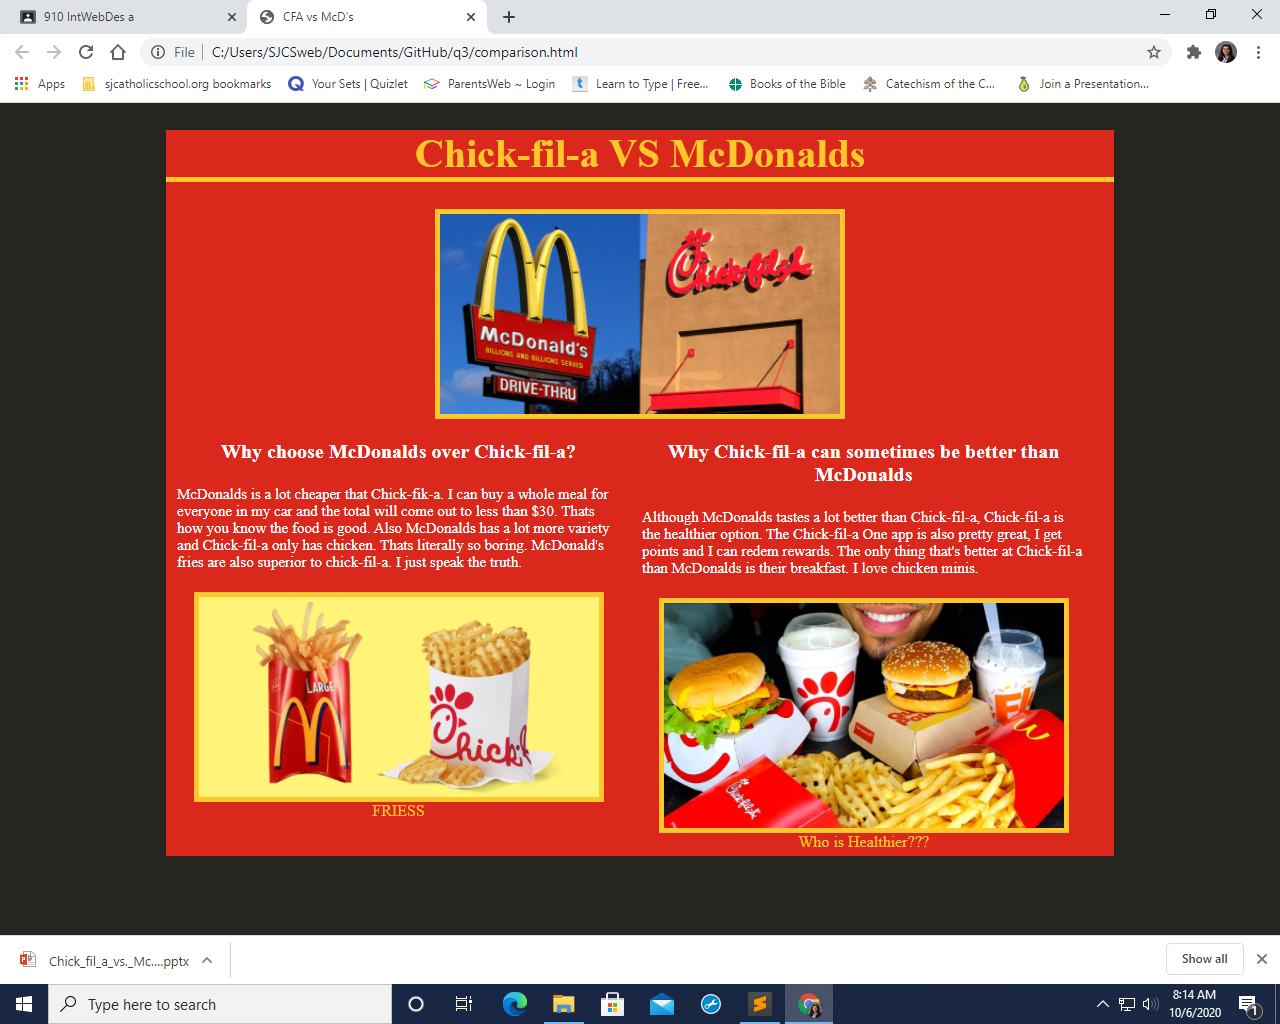 910 IntWebDes a
CFA vs McD's
File
C:/Users/SJCSweb/Documents/GitHub/q3/comparison.html
Apps
sjcatholicschool.org bookmarks
Your Sets | Quizlet
ParentsWeb ~ Login
Learn to Type | Free...
Books of the Bible
Catechism of the C...
Join a Presentation...
Chick-fil-a VS McDonalds
McDonald's
BILLIONS AND BILLIONS SERVED
DRIVE-THRU
Chick-fil-A
Why choose McDonalds over Chick-fil-a?
McDonalds is a lot cheaper that Chick-fik-a. I can buy a whole meal for
everyone in my car and the total will come out to less than $30. Thats
how you know the food is good. Also McDonalds has a lot more variety
and Chick-fil-a only has chicken. Thats literally so boring. McDonald's
fries are also superior to chick-fil-a. I just speak the truth.
LARGE
Chick-f
FRIESS
Why Chick-fil-a can sometimes be better than
McDonalds
Although McDonalds tastes a lot better than Chick-fil-a, Chick-fil-a is
the healthier option. The Chick-fil-a One app is also pretty great, I get
points and I can redem rewards. The only thing that's better at Chick-fil-a
than McDonalds is their breakfast. I love chicken minis.
Chick-fil-A
Who is Healthier???
Chick_fil_a_vs._Mc....pptx
Show all
Type here to search
8:14 AM
10/6/2020
1